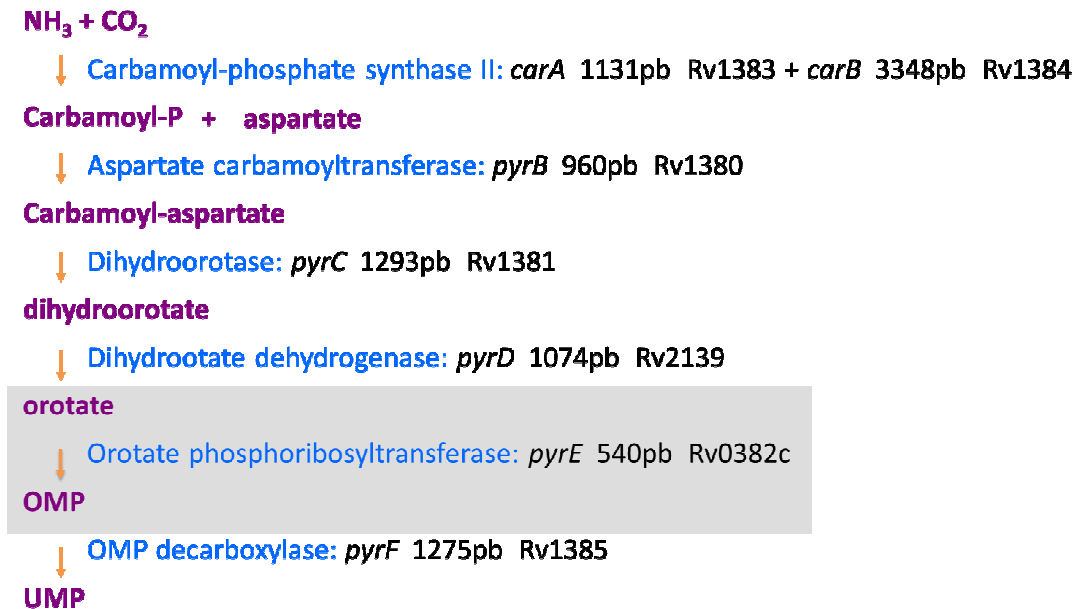 NH₃ + CO₂
Carbamoyl-phosphate synthase II: carA 1131pb Rv1383 + carB 3348pb Rv1384
Carbamoyl-P + aspartate
Aspartate carbamoyltransferase: pyrB 960pb Rv1380
Carbamoyl-aspartate
Dihydroorotase: pyrC 1293pb Rv1381
dihydroorotate
Dihydrootate dehydrogenase: pyrD 1074pb Rv2139
orotate
Orotate phosphoribosyltransferase: pyrE 540pb Rv0382c
OMP
OMP decarboxylase: pyrF 1275pb Rv1385
UMP